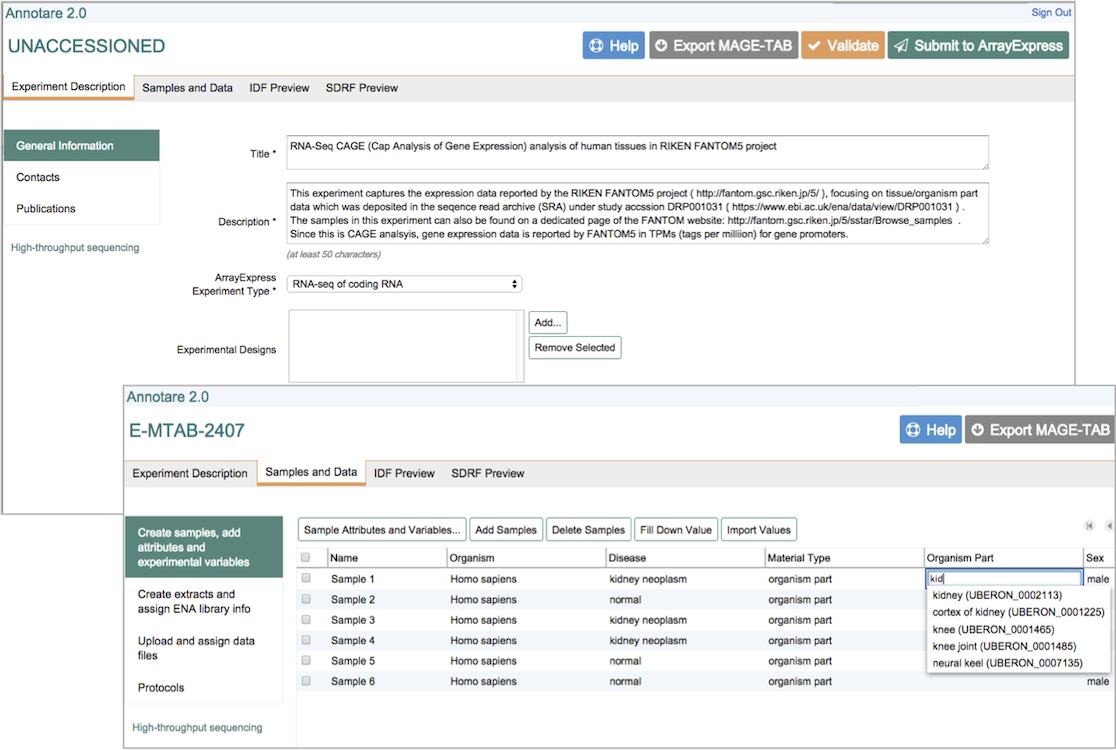 Annotare 2.0
Sign Out
UNACCESSIONED
Help
Export MAGE-TAB
Validate
Submit to ArrayExpress
Experiment Description
Samples and Data
IDF Preview
SDRF Preview
General Information
Contacts
Publications
High-throughput sequencing
Title *
RNA-Seq CAGE (Cap Analysis of Gene Expression) analysis of human tissues in RIKEN FANTOM5 project
Description *
This experiment captures the expression data reported by the RIKEN FANTOM5 project ( http://fantom.gsc.riken.jp/5/ ), focusing on tissue/organism part
data which was deposited in the seqence read archive (SRA) under study accssion DRP001031 ( https://www.ebi.ac.uk/ena/data/view/DRP001031 ) .
The samples in this experiment can also be found on a dedicated page of the FANTOM website: http://fantom.gsc.riken.jp/5/sstar/Browse_samples .
Since this is CAGE analsyis, gene expression data is reported by FANTOM5 in TPMs (tags per milliion) for gene promoters.
(at least 50 characters)
ArrayExpress
Experiment Type *
RNA-seq of coding RNA
Experimental Designs
Add...
Remove Selected
Annotare 2.0
E-MTAB-2407
Help
Export MAGE-TAB
Experiment Description
Samples and Data
IDF Preview
SDRF Preview
Create samples, add
attributes and
experimental variables
Create extracts and
assign ENA library info
Upload and assign data
files
Protocols
High-throughput sequencing
Sample Attributes and Variables...
Add Samples
Delete Samples
Fill Down Value
Import Values
Name Organism Disease Material Type Organism Part Sex
Sample 1 Homo sapiens kidney neoplasm organism part kid male
Sample 2 Homo sapiens normal organism part
Sample 3 Homo sapiens kidney neoplasm organism part
Sample 4 Homo sapiens kidney neoplasm organism part
Sample 5 Homo sapiens normal organism part
Sample 6 Homo sapiens normal organism part male
kidney (UBERON_0002113)
cortex of kidney (UBERON_0001225)
knee (UBERON_0001465)
knee joint (UBERON_0001485)
neural keel (UBERON_0007135)